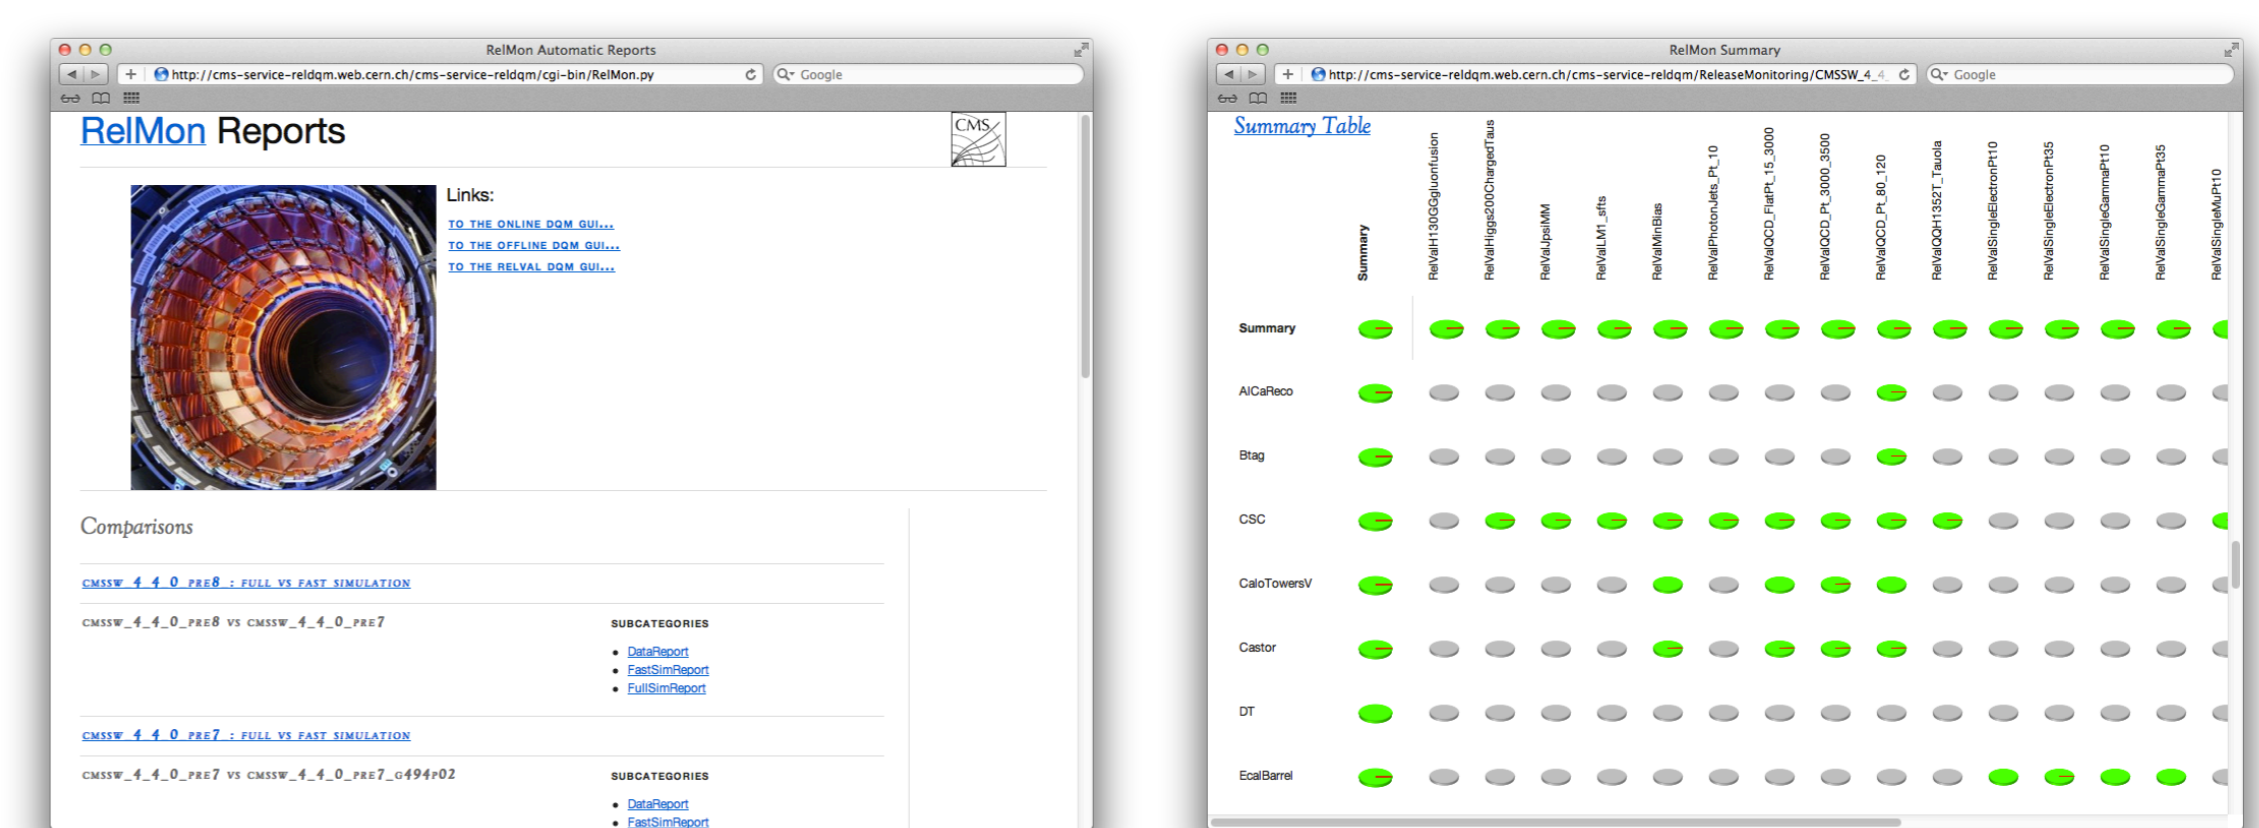 RelMon Automatic Reports
http://cms-service-reldqm.web.cern.ch/cms-service-reldqm/cgi-bin/RelMon.py
Google
RelMon Reports
CMS
Links:
TO THE ONLINE DQM GUI...
TO THE OFFLINE DQM GUI...
TO THE RELVAL DQM GUI...
Comparisons
CMSSW_4_4_0_PRE8 : FULL VS FAST SIMULATION
CMSSW_4_4_0_PRE8 VS CMSSW_4_4_0_PRE7
SUBCATEGORIES
• DataReport
• FastSimReport
• FullSimReport
CMSSW_4_4_0_PRE7 : FULL VS FAST SIMULATION
CMSSW_4_4_0_PRE7 VS CMSSW_4_4_0_PRE7_G494P02
SUBCATEGORIES
• DataReport
• FastSimReport
RelMon Summary
http://cms-service-reldqm.web.cern.ch/cms-service-reldqm/ReleaseMonitoring/CMSSW_4_4_
Google
Summary Table
Summary
RelValH130GGgluonfusion
RelValHiggs200ChargedTaus
RelValJpsiMM
RelValLM1_sfts
RelValMinBias
RelValPhotonJets_Pt_10
RelValQCD_FlatPt_15_3000
RelValQCD_Pt_3000_3500
RelValQCD_Pt_80_120
RelValQQH1352T_Tauola
RelValSingleElectronPt10
RelValSingleElectronPt35
RelValSingleGammaPt10
RelValSingleGammaPt35
RelValSingleMuPt10
Summary
AlCaReco
Btag
CSC
CaloTowersV
Castor
DT
EcalBarrel